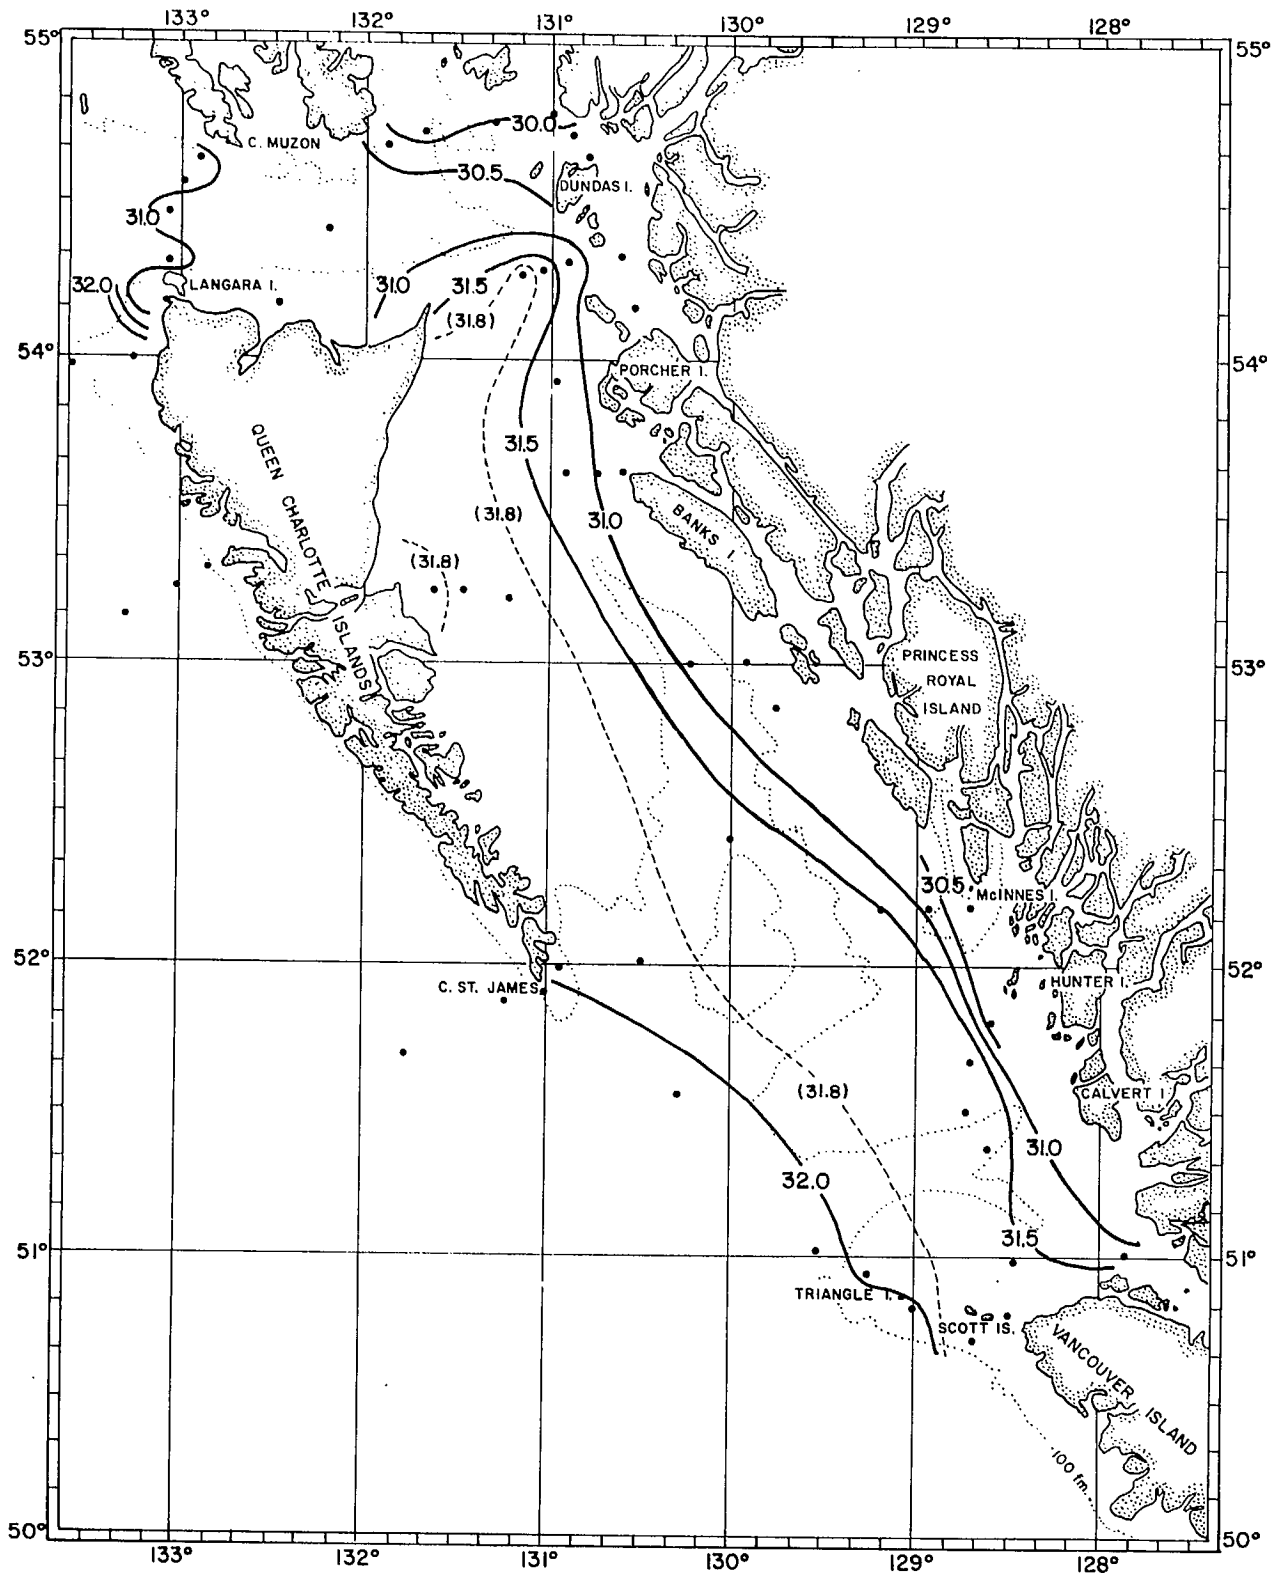 133° 132° 131° 130° 129° 128°
55° 55°
C. MUZON
30.0
30.5
DUNDAS I.
31.0
32.0
LANGARA I.
31.0
31.5
(31.8)
54° 54°
PORCHER I.
QUEEN CHARLOTTE ISLANDS
31.5
(31.8)
31.0
BANKS I.
(31.8)
53° 53°
PRINCESS
ROYAL
ISLAND
30.5
McINNES I.
52° 52°
C. ST. JAMES
HUNTER I.
(31.8)
CALVERT I
31.0
32.0
31.5
51° 51°
TRIANGLE I.
SCOTT IS.
VANCOUVER ISLAND
100 fm.
50° 50°
133° 132° 131° 130° 129° 128°